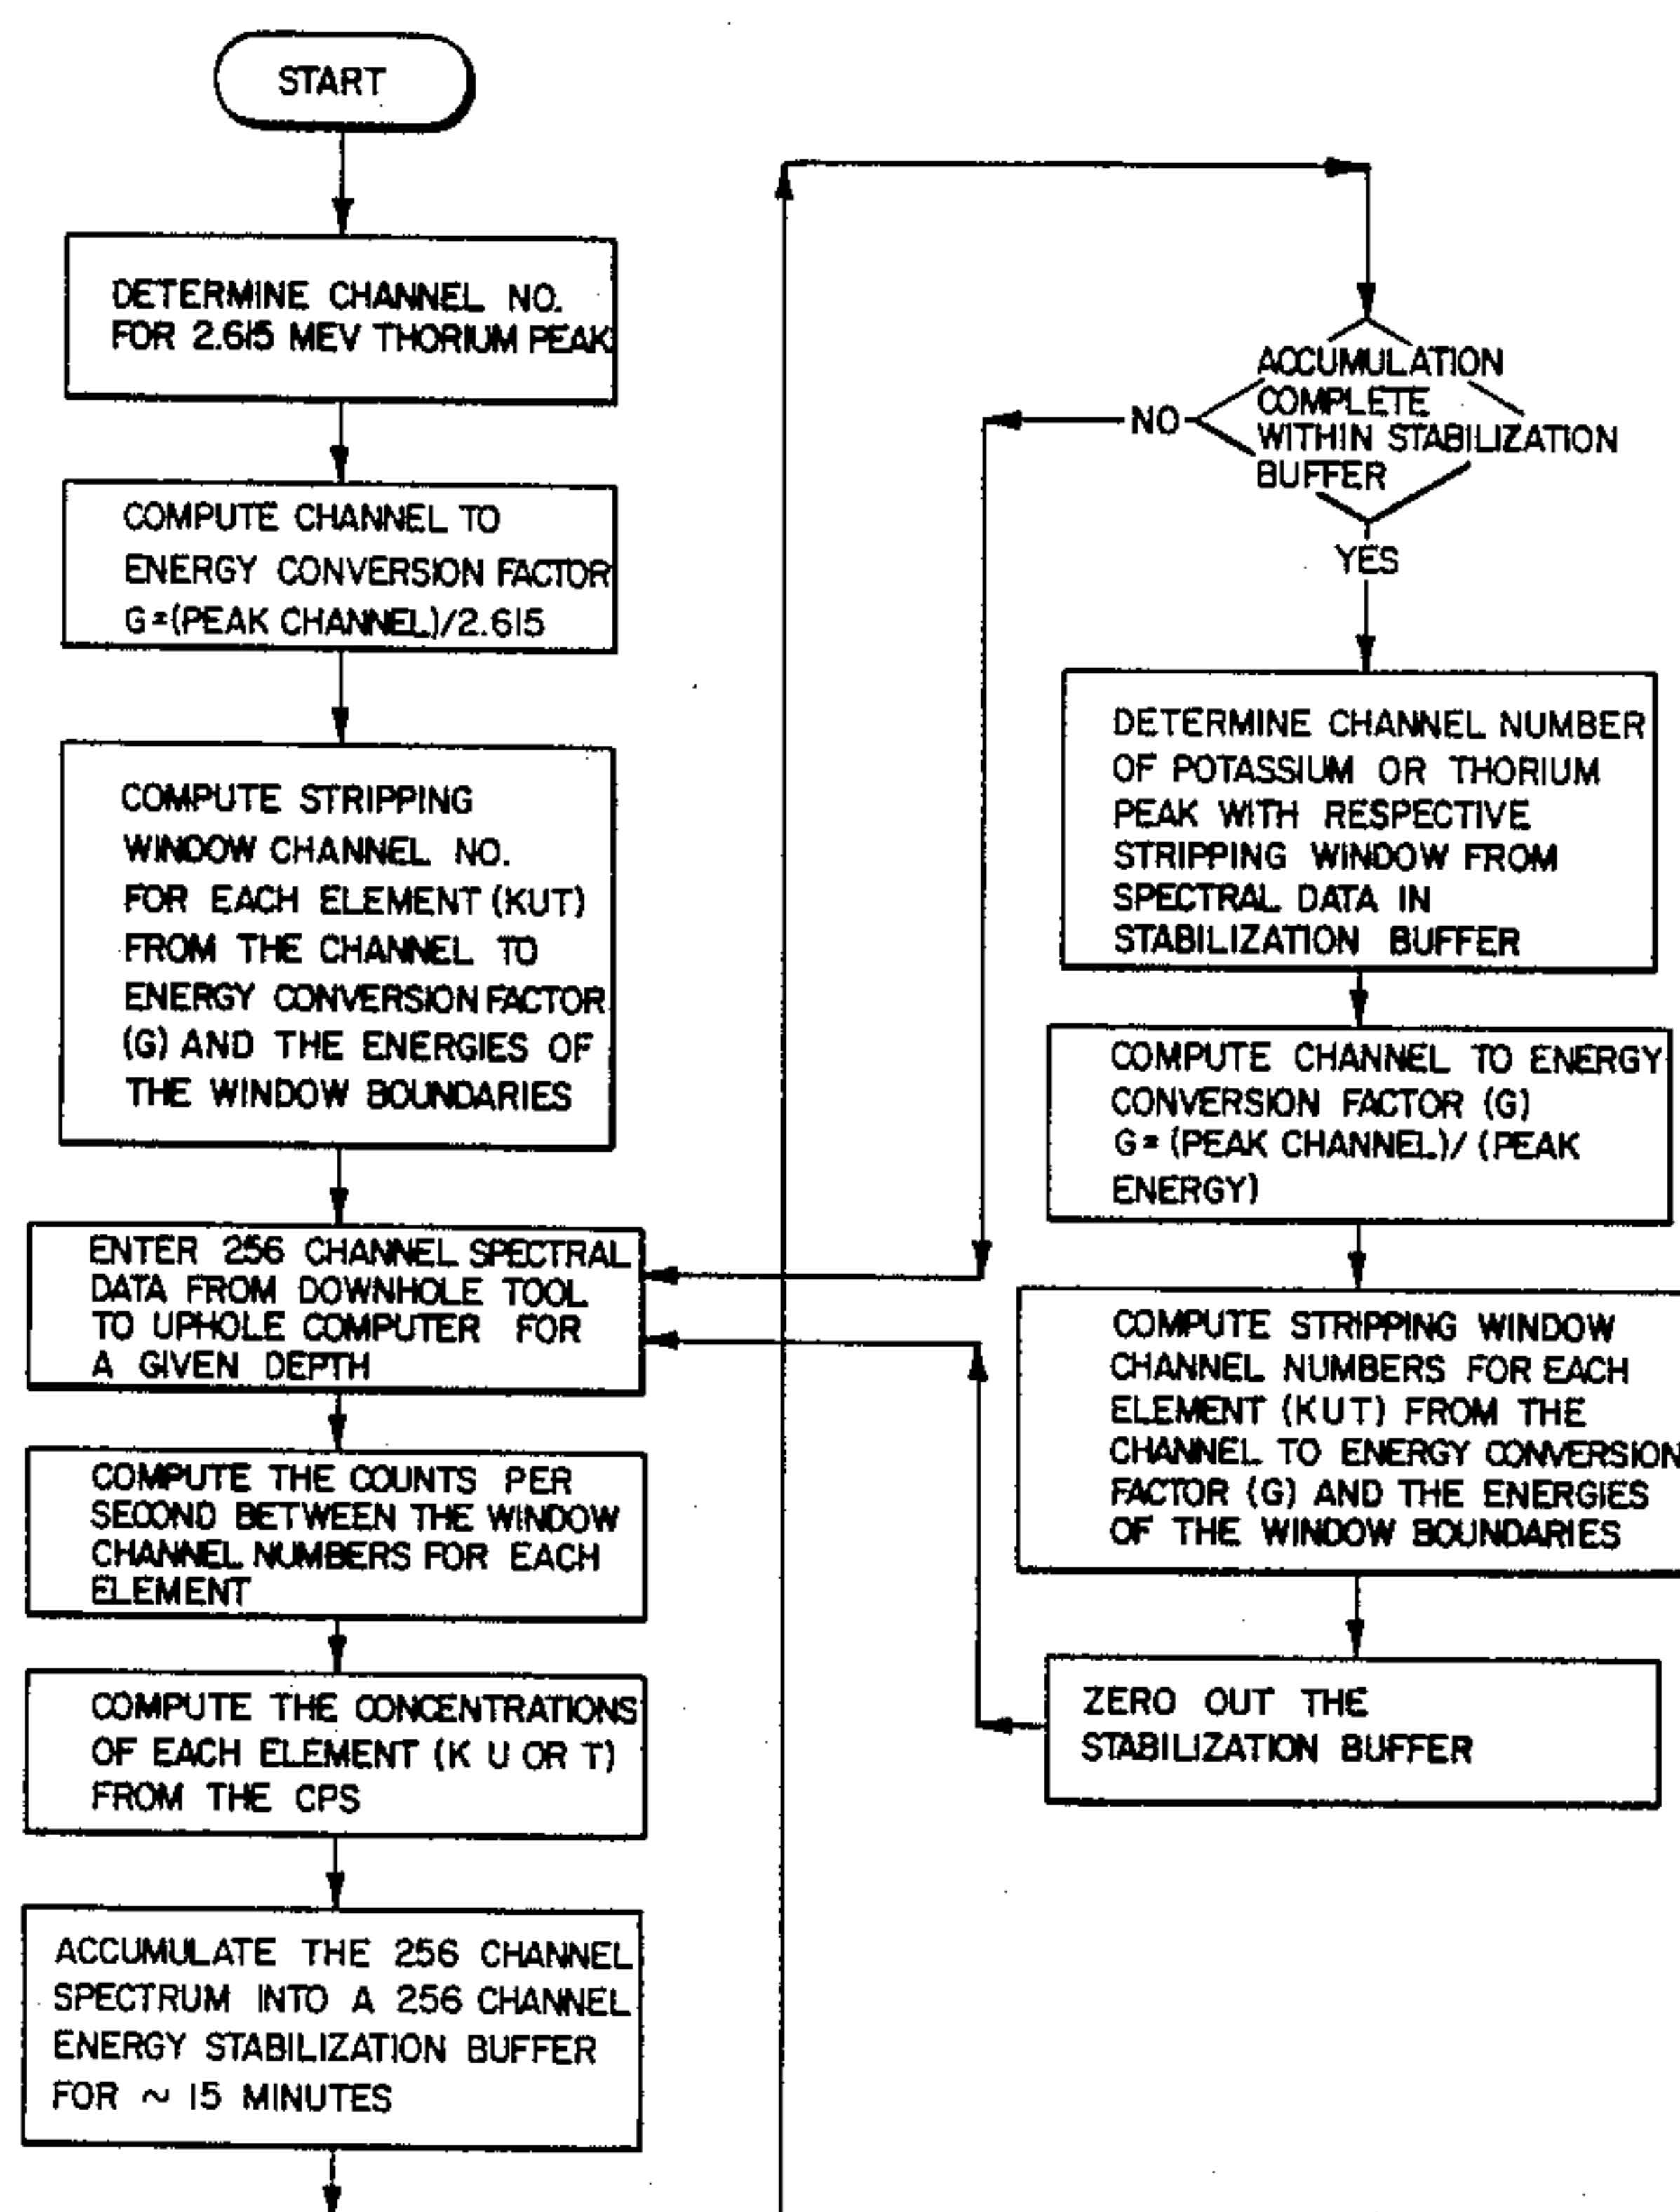 START
DETERMINE CHANNEL NO.
FOR 2.615 MEV THORIUM PEAK
COMPUTE CHANNEL TO
ENERGY CONVERSION FACTOR
G=(PEAK CHANNEL)/2.615
COMPUTE STRIPPING
WINDOW CHANNEL NO.
FOR EACH ELEMENT (KUT)
FROM THE CHANNEL TO
ENERGY CONVERSION FACTOR
(G) AND THE ENERGIES OF
THE WINDOW BOUNDARIES
ENTER 256 CHANNEL SPECTRAL
DATA FROM DOWNHOLE TOOL
TO UPHOLE COMPUTER FOR
A GIVEN DEPTH
COMPUTE THE COUNTS PER
SECOND BETWEEN THE WINDOW
CHANNEL NUMBERS FOR EACH
ELEMENT
COMPUTE THE CONCENTRATIONS
OF EACH ELEMENT (K U OR T)
FROM THE CPS
ACCUMULATE THE 256 CHANNEL
SPECTRUM INTO A 256 CHANNEL
ENERGY STABILIZATION BUFFER
FOR ~ 15 MINUTES
ACCUMULATION
COMPLETE
WITHIN STABILIZATION
BUFFER
NO
YES
DETERMINE CHANNEL NUMBER
OF POTASSIUM OR THORIUM
PEAK WITH RESPECTIVE
STRIPPING WINDOW FROM
SPECTRAL DATA IN
STABILIZATION BUFFER
COMPUTE CHANNEL TO ENERGY
CONVERSION FACTOR (G)
G=(PEAK CHANNEL)/(PEAK
ENERGY)
COMPUTE STRIPPING WINDOW
CHANNEL NUMBERS FOR EACH
ELEMENT (KUT) FROM THE
CHANNEL TO ENERGY CONVERSION
FACTOR (G) AND THE ENERGIES
OF THE WINDOW BOUNDARIES
ZERO OUT THE
STABILIZATION BUFFER